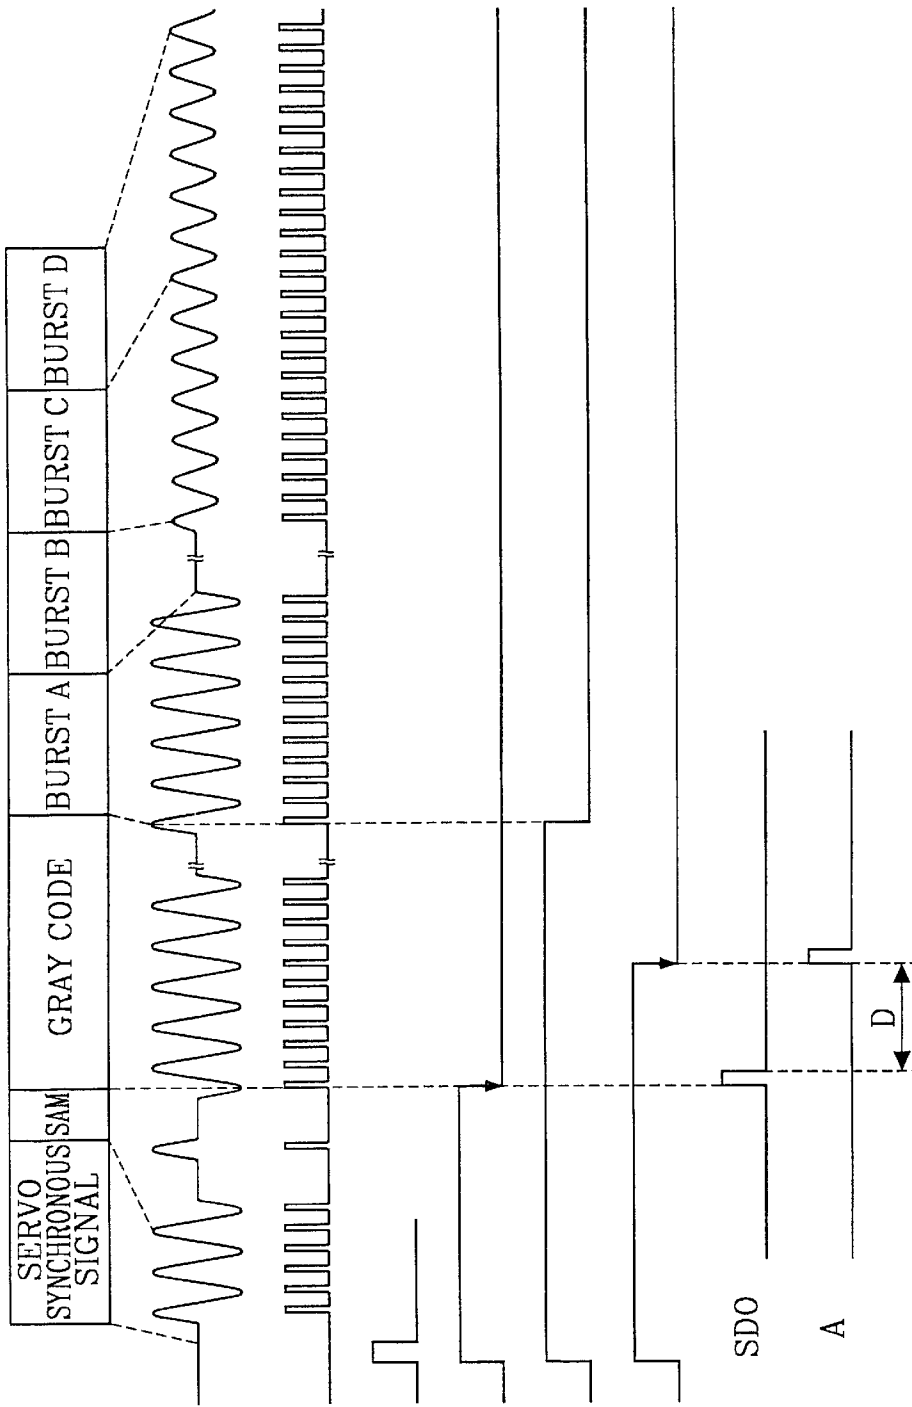 SERVO
SYNCHRONOUS
SIGNAL
SAM
GRAY CODE
BURST A
BURST B
BURST C
BURST D
SDO
A
D